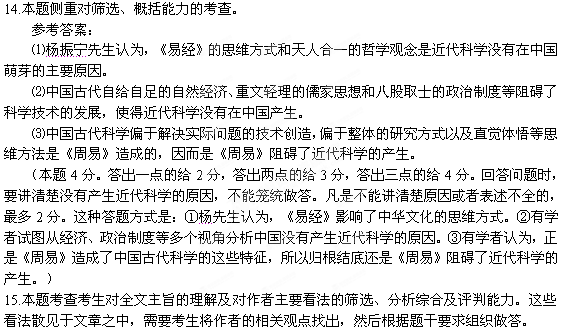 14.本题侧重对筛选、概括能力的考查。
参考答案：
⑴杨振宁先生认为，《易经》的思维方式和天人合一的哲学观念是近代科学没有在中国
萌芽的主要原因。
⑵中国古代自给自足的自然经济、重文轻理的儒家思想和八股取士的政治制度等阻碍了
科学技术的发展，使得近代科学没有在中国产生。
⑶中国古代科学偏于解决实际问题的技术创造，偏于整体的研究方式以及直觉体悟等思
维方法是《周易》造成的，因而是《周易》阻碍了近代科学的产生。
（本题 4 分。答出一点的给 2 分，答出两点的给 3 分，答出三点的给 4 分。回答问题时，
要讲清楚没有产生近代科学的原因，不能笼统做答。凡是不能讲清楚原因或者表述不全的，
最多 2 分。这种答题方式是：①杨先生认为，《易经》影响了中华文化的思维方式。②有学
者试图从经济、政治制度等多个视角分析中国没有产生近代科学的原因。③有学者认为，正
是《周易》造成了中国古代科学的这些特征，所以归根结底还是《周易》阻碍了近代科学的
产生。）
15.本题考查考生对全文主旨的理解及对作者主要看法的筛选、分析综合及评判能力。这些
看法散见于文章之中，需要考生将作者的相关观点找出，然后根据题干要求组织做答。